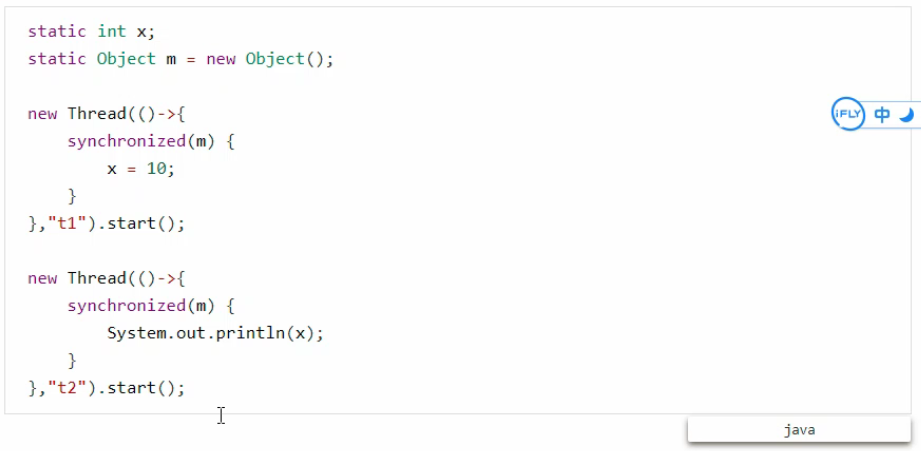 static int x;
static Object m = new Object();
new Thread(()->{
    synchronized(m) {
        x = 10;
    }
},"t1").start();
new Thread(()->{
    synchronized(m) {
        System.out.println(x);
    }
},"t2").start();
iFLY 中
java